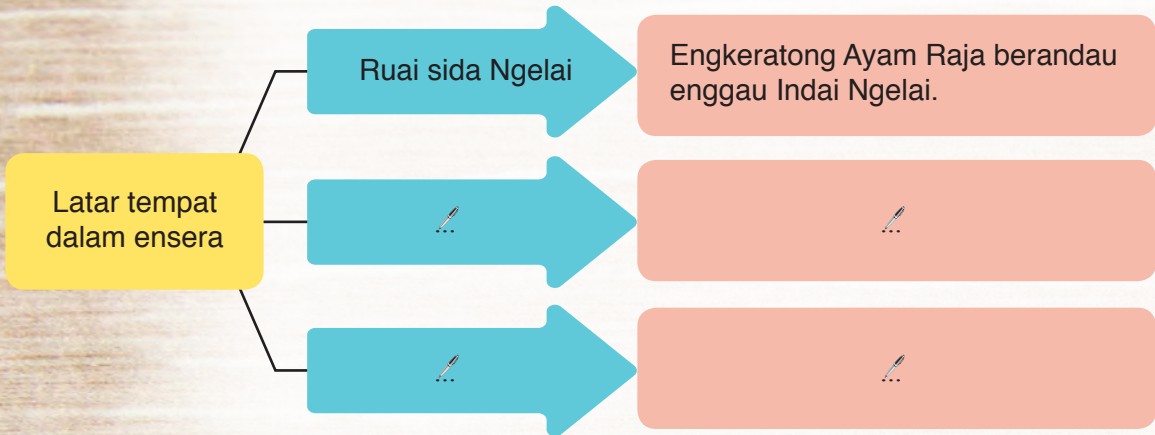 Latar tempat
dalam ensera
Ruai sida Ngelai
Engkeratong Ayam Raja berandau
enggau Indai Ngelai.
...
...
...
...